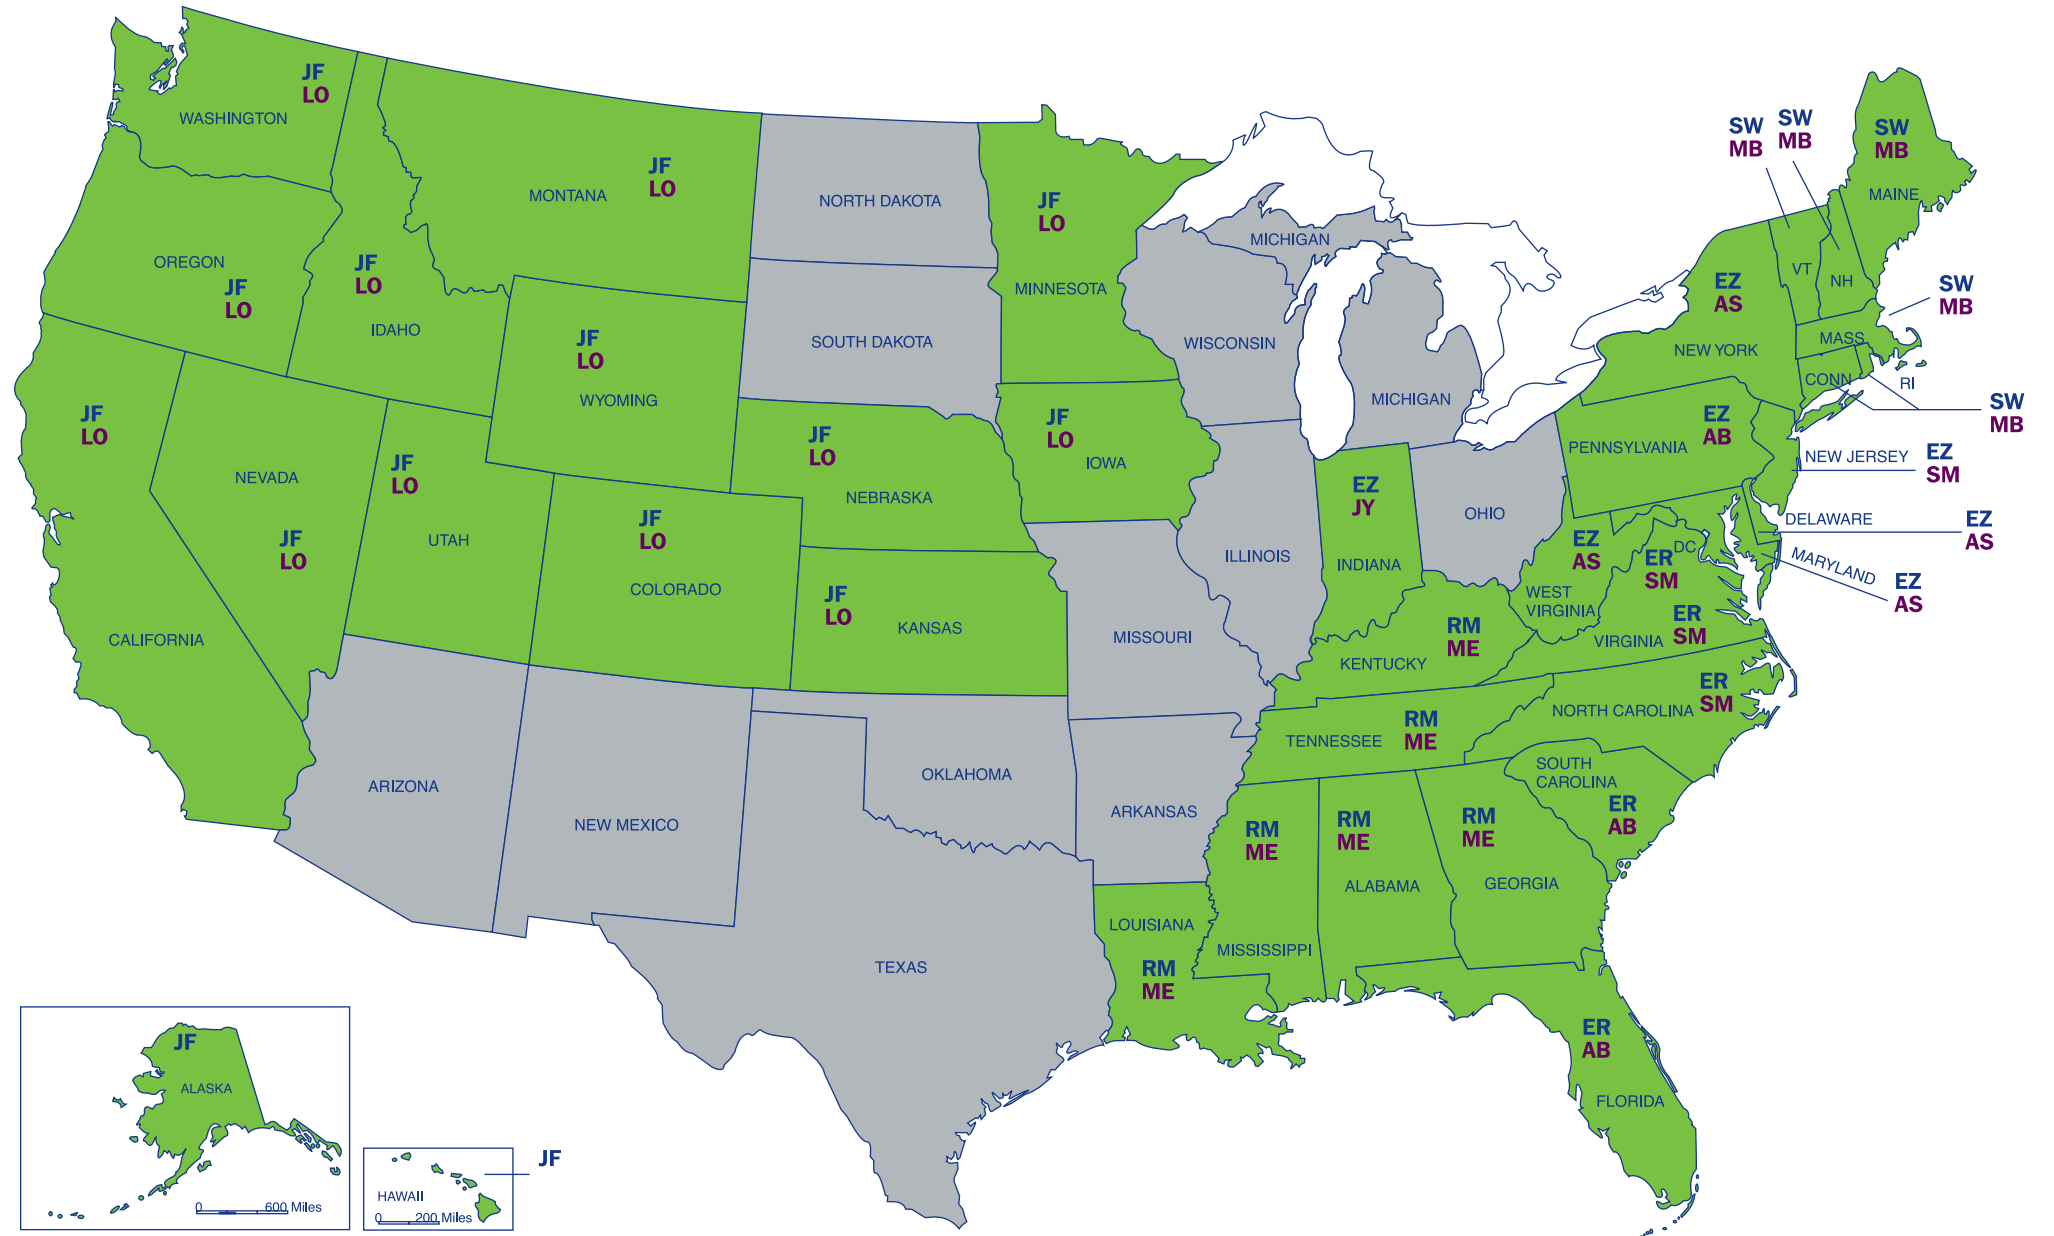 JF
LO
WASHINGTON
JF
LO
MONTANA
NORTH DAKOTA
JF
LO
MINNESOTA
MICHIGAN
SW
MB
SW
MB
SW
MB
MAINE
OREGON
JF
LO
JF
LO
IDAHO
JF
LO
WYOMING
SOUTH DAKOTA
WISCONSIN
MICHIGAN
EZ
AS
NEW YORK
VT
NH
SW
MB
MASS
CONN
RI
SW
MB
JF
LO
NEVADA
JF
LO
CALIFORNIA
JF
LO
UTAH
JF
LO
COLORADO
JF
LO
NEBRASKA
JF
LO
IOWA
JF
LO
KANSAS
ILLINOIS
MISSOURI
EZ
JY
INDIANA
OHIO
EZ
AB
PENNSYLVANIA
NEW JERSEY
EZ
SM
DELAWARE
EZ
AS
MARYLAND
EZ
AS
EZ
AS
WEST
VIRGINIA
DC
ER
SM
ER
SM
VIRGINIA
RM
ME
KENTUCKY
RM
ME
TENNESSEE
ER
SM
NORTH CAROLINA
SOUTH
CAROLINA
ER
AB
ARIZONA
NEW MEXICO
OKLAHOMA
ARKANSAS
TEXAS
LOUISIANA
RM
ME
RM
ME
MISSISSIPPI
RM
ME
ALABAMA
RM
ME
GEORGIA
ER
AB
FLORIDA
JF
ALASKA
0 600 Miles
JF
HAWAII
0 200 Miles